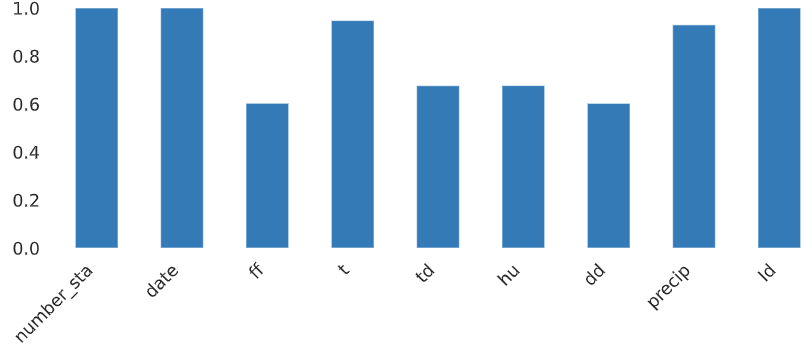 1.0
0.8
0.6
0.4
0.2
0.0
number_sta
date
ff
t
td
hu
dd
precip
Id